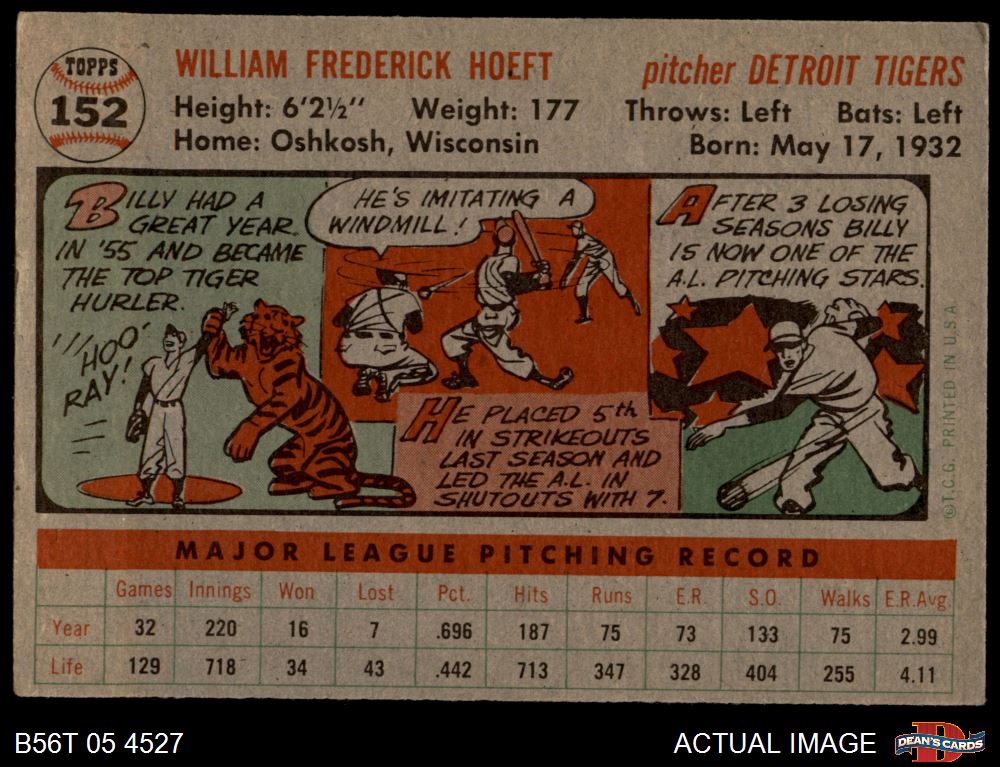 TOPPS
152
WILLIAM FREDERICK HOEFT
pitcher DETROIT TIGERS
Height: 6'2½" Weight: 177 Throws: Left Bats: Left
Home: Oshkosh, Wisconsin Born: May 17, 1932
BILLY HAD A
GREAT YEAR
IN '55 AND BECAME
THE TOP TIGER
HURLER.
HOO
RAY!
HE'S IMITATING A
WINDMILL!
HE PLACED 5th
IN STRIKEOUTS
LAST SEASON AND
LED THE A.L. IN
SHUTOUTS WITH 7.
AFTER 3 LOSING
SEASONS BILLY
IS NOW ONE OF THE
A.L. PITCHING STARS.
©T.C.G. PRINTED IN U.S.A.
MAJOR LEAGUE PITCHING RECORD
Games Innings Won Lost Pct. Hits Runs E.R. S.O. Walks E.R.Avg.
Year 32 220 16 7 .696 187 75 73 133 75 2.99
Life 129 718 34 43 .442 713 347 328 404 255 4.11
B56T 05 4527
ACTUAL IMAGE
DEAN'S CARDS